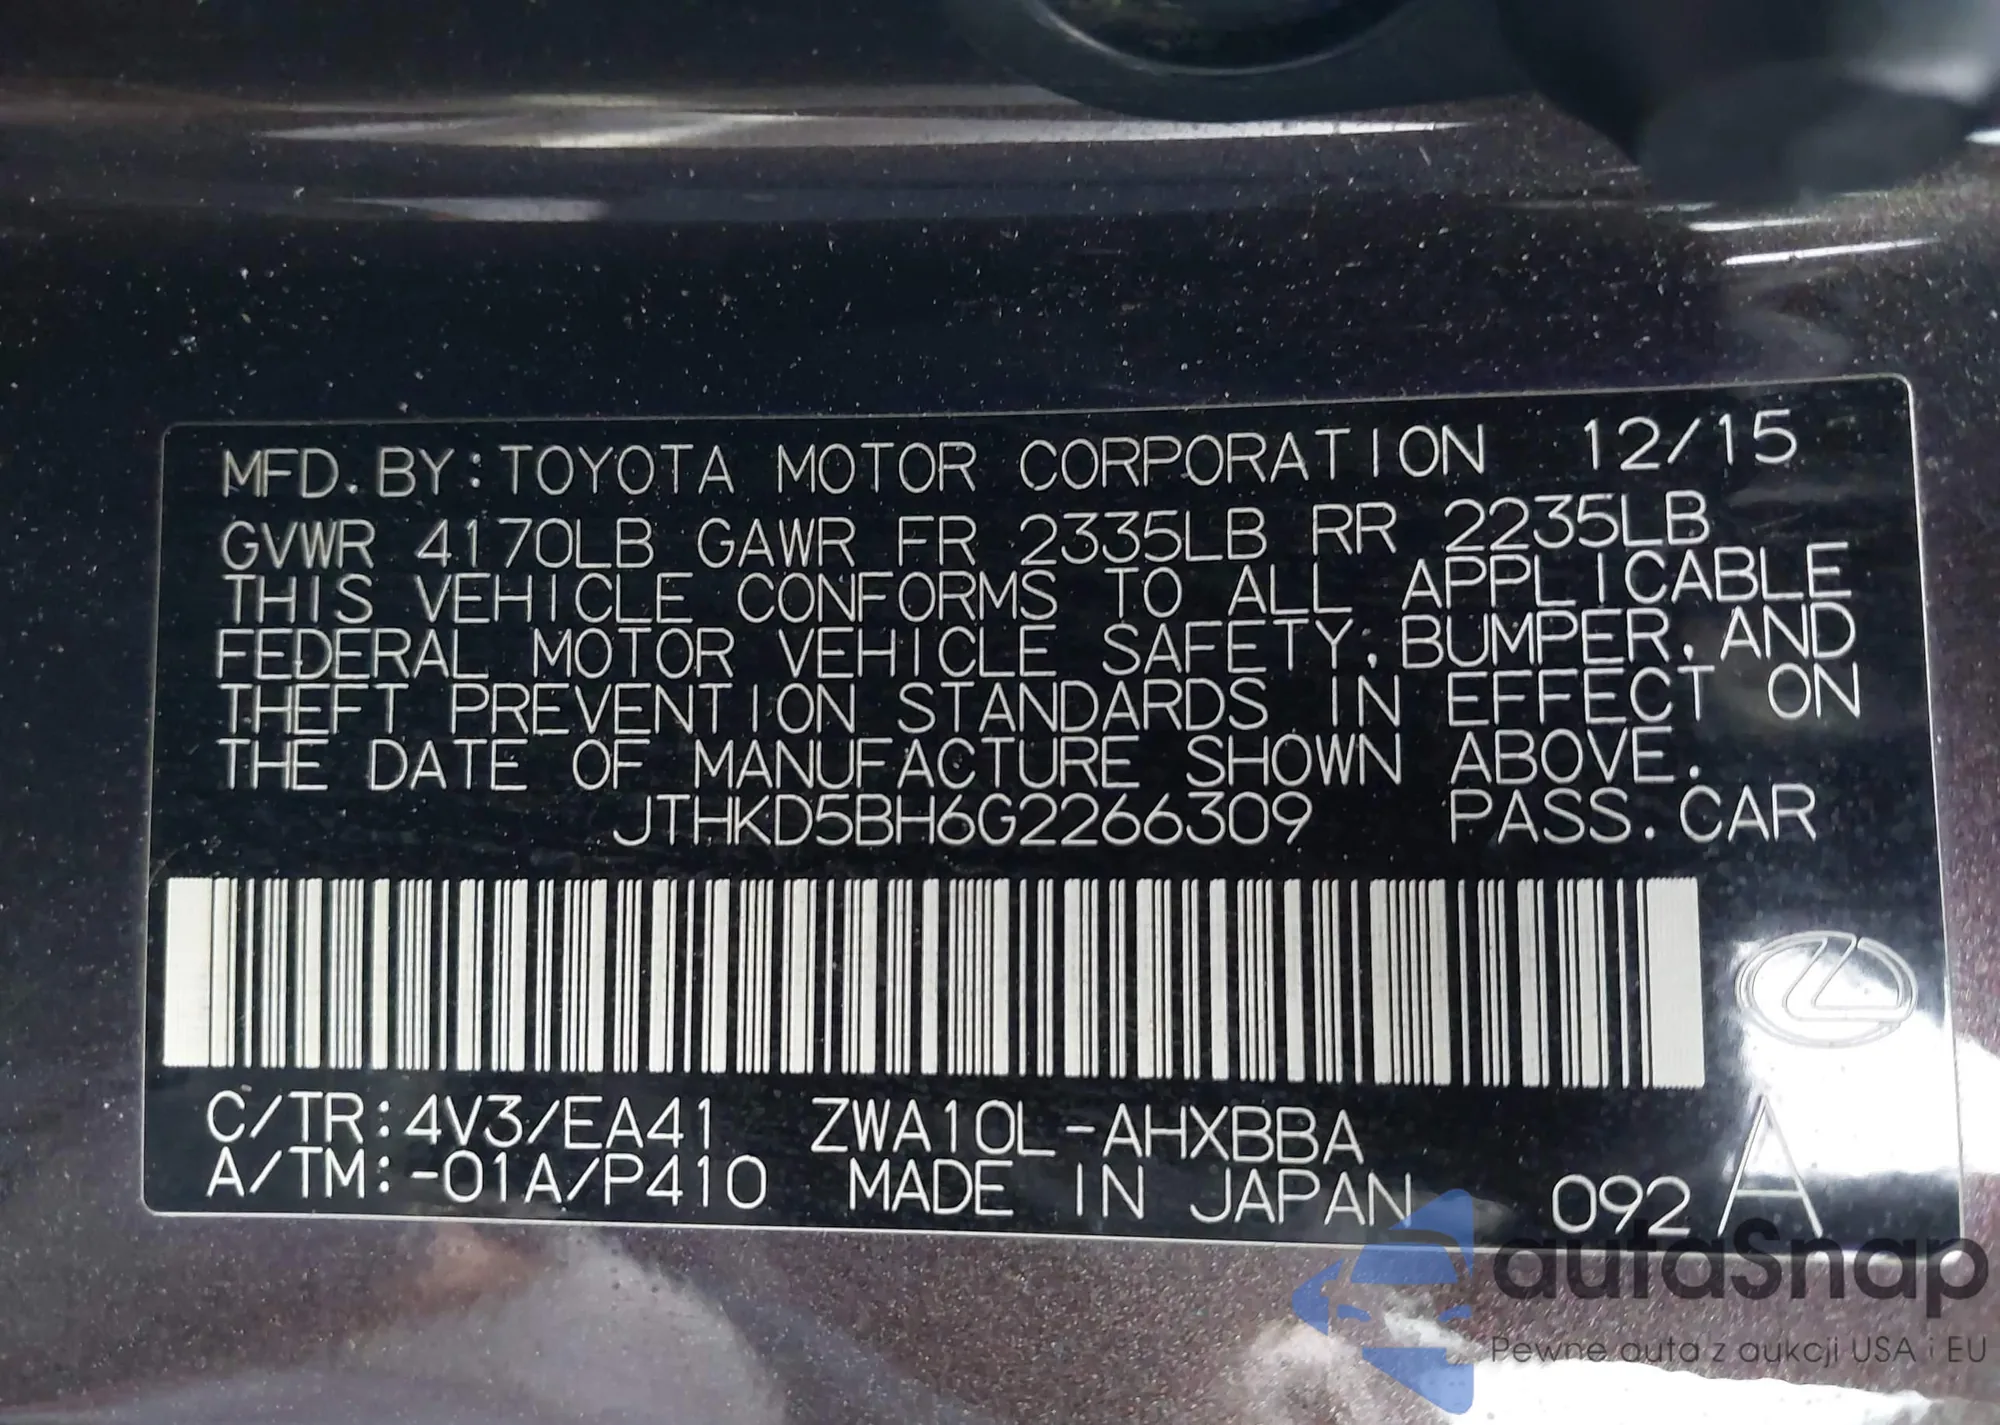 MFD.BY:TOYOTA MOTOR CORPORATION 12/15
GVWR 4170LB GAWR FR 2335LB RR 2235LB
THIS VEHICLE CONFORMS TO ALL APPLICABLE
FEDERAL MOTOR VEHICLE SAFETY, BUMPER, AND
THEFT PREVENTION STANDARDS IN EFFECT ON
THE DATE OF MANUFACTURE SHOWN ABOVE.
JTHKD5BH6G2266309 PASS.CAR
C/TR:4V3/EA41 ZWA10L-AHXBBA
A/TM:-01A/P410 MADE IN JAPAN 092 A
autaSnap
Pewne auta z aukcji USA i EU